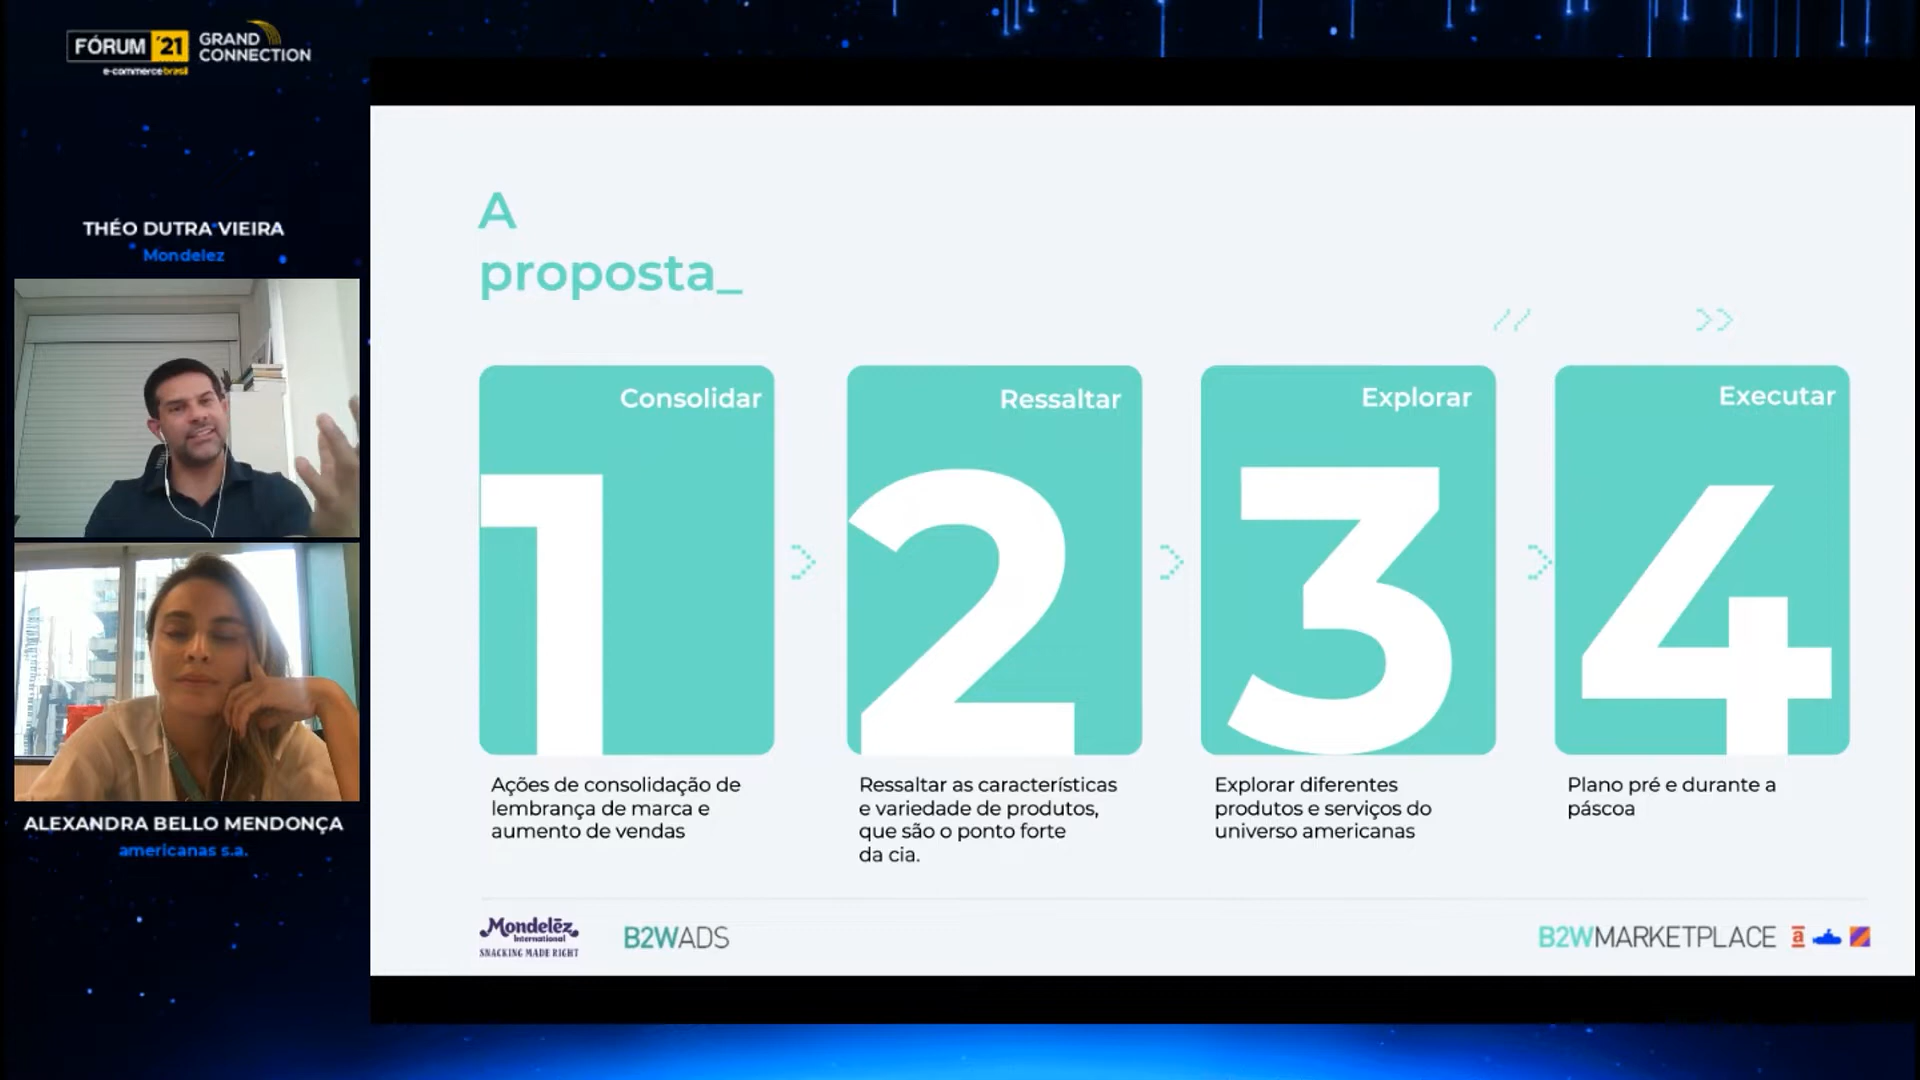 FÓRUM '21
GRAND
CONNECTION
e-commercebrasil
THÉO DUTRA VIEIRA
Mondelez
ALEXANDRA BELLO MENDONÇA
americanas s.a.
A
proposta_
Consolidar
1
Ações de consolidação de
lembrança de marca e
aumento de vendas
Ressaltar
2
Ressaltar as características
e variedade de produtos,
que são o ponto forte
da cia.
Explorar
3
Explorar diferentes
produtos e serviços do
universo americanas
Executar
4
Plano pré e durante a
páscoa
Mondelēz
International
SNACKING MADE RIGHT
B2WADS
B2WMARKETPLACE a